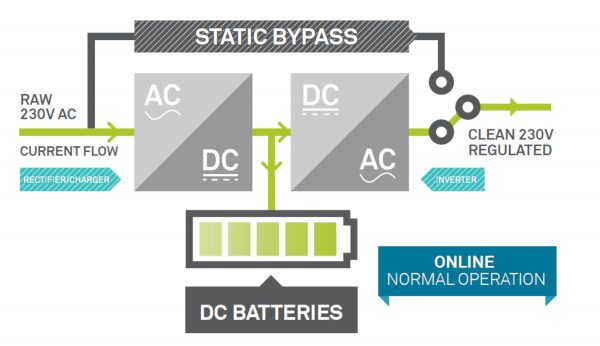 STATIC BYPASS
RAW
230V AC
AC
DC
DC
AC
CURRENT FLOW
CLEAN 230V
REGULATED
RECTIFIER/CHARGER
INVERTER
ONLINE
NORMAL OPERATION
DC BATTERIES